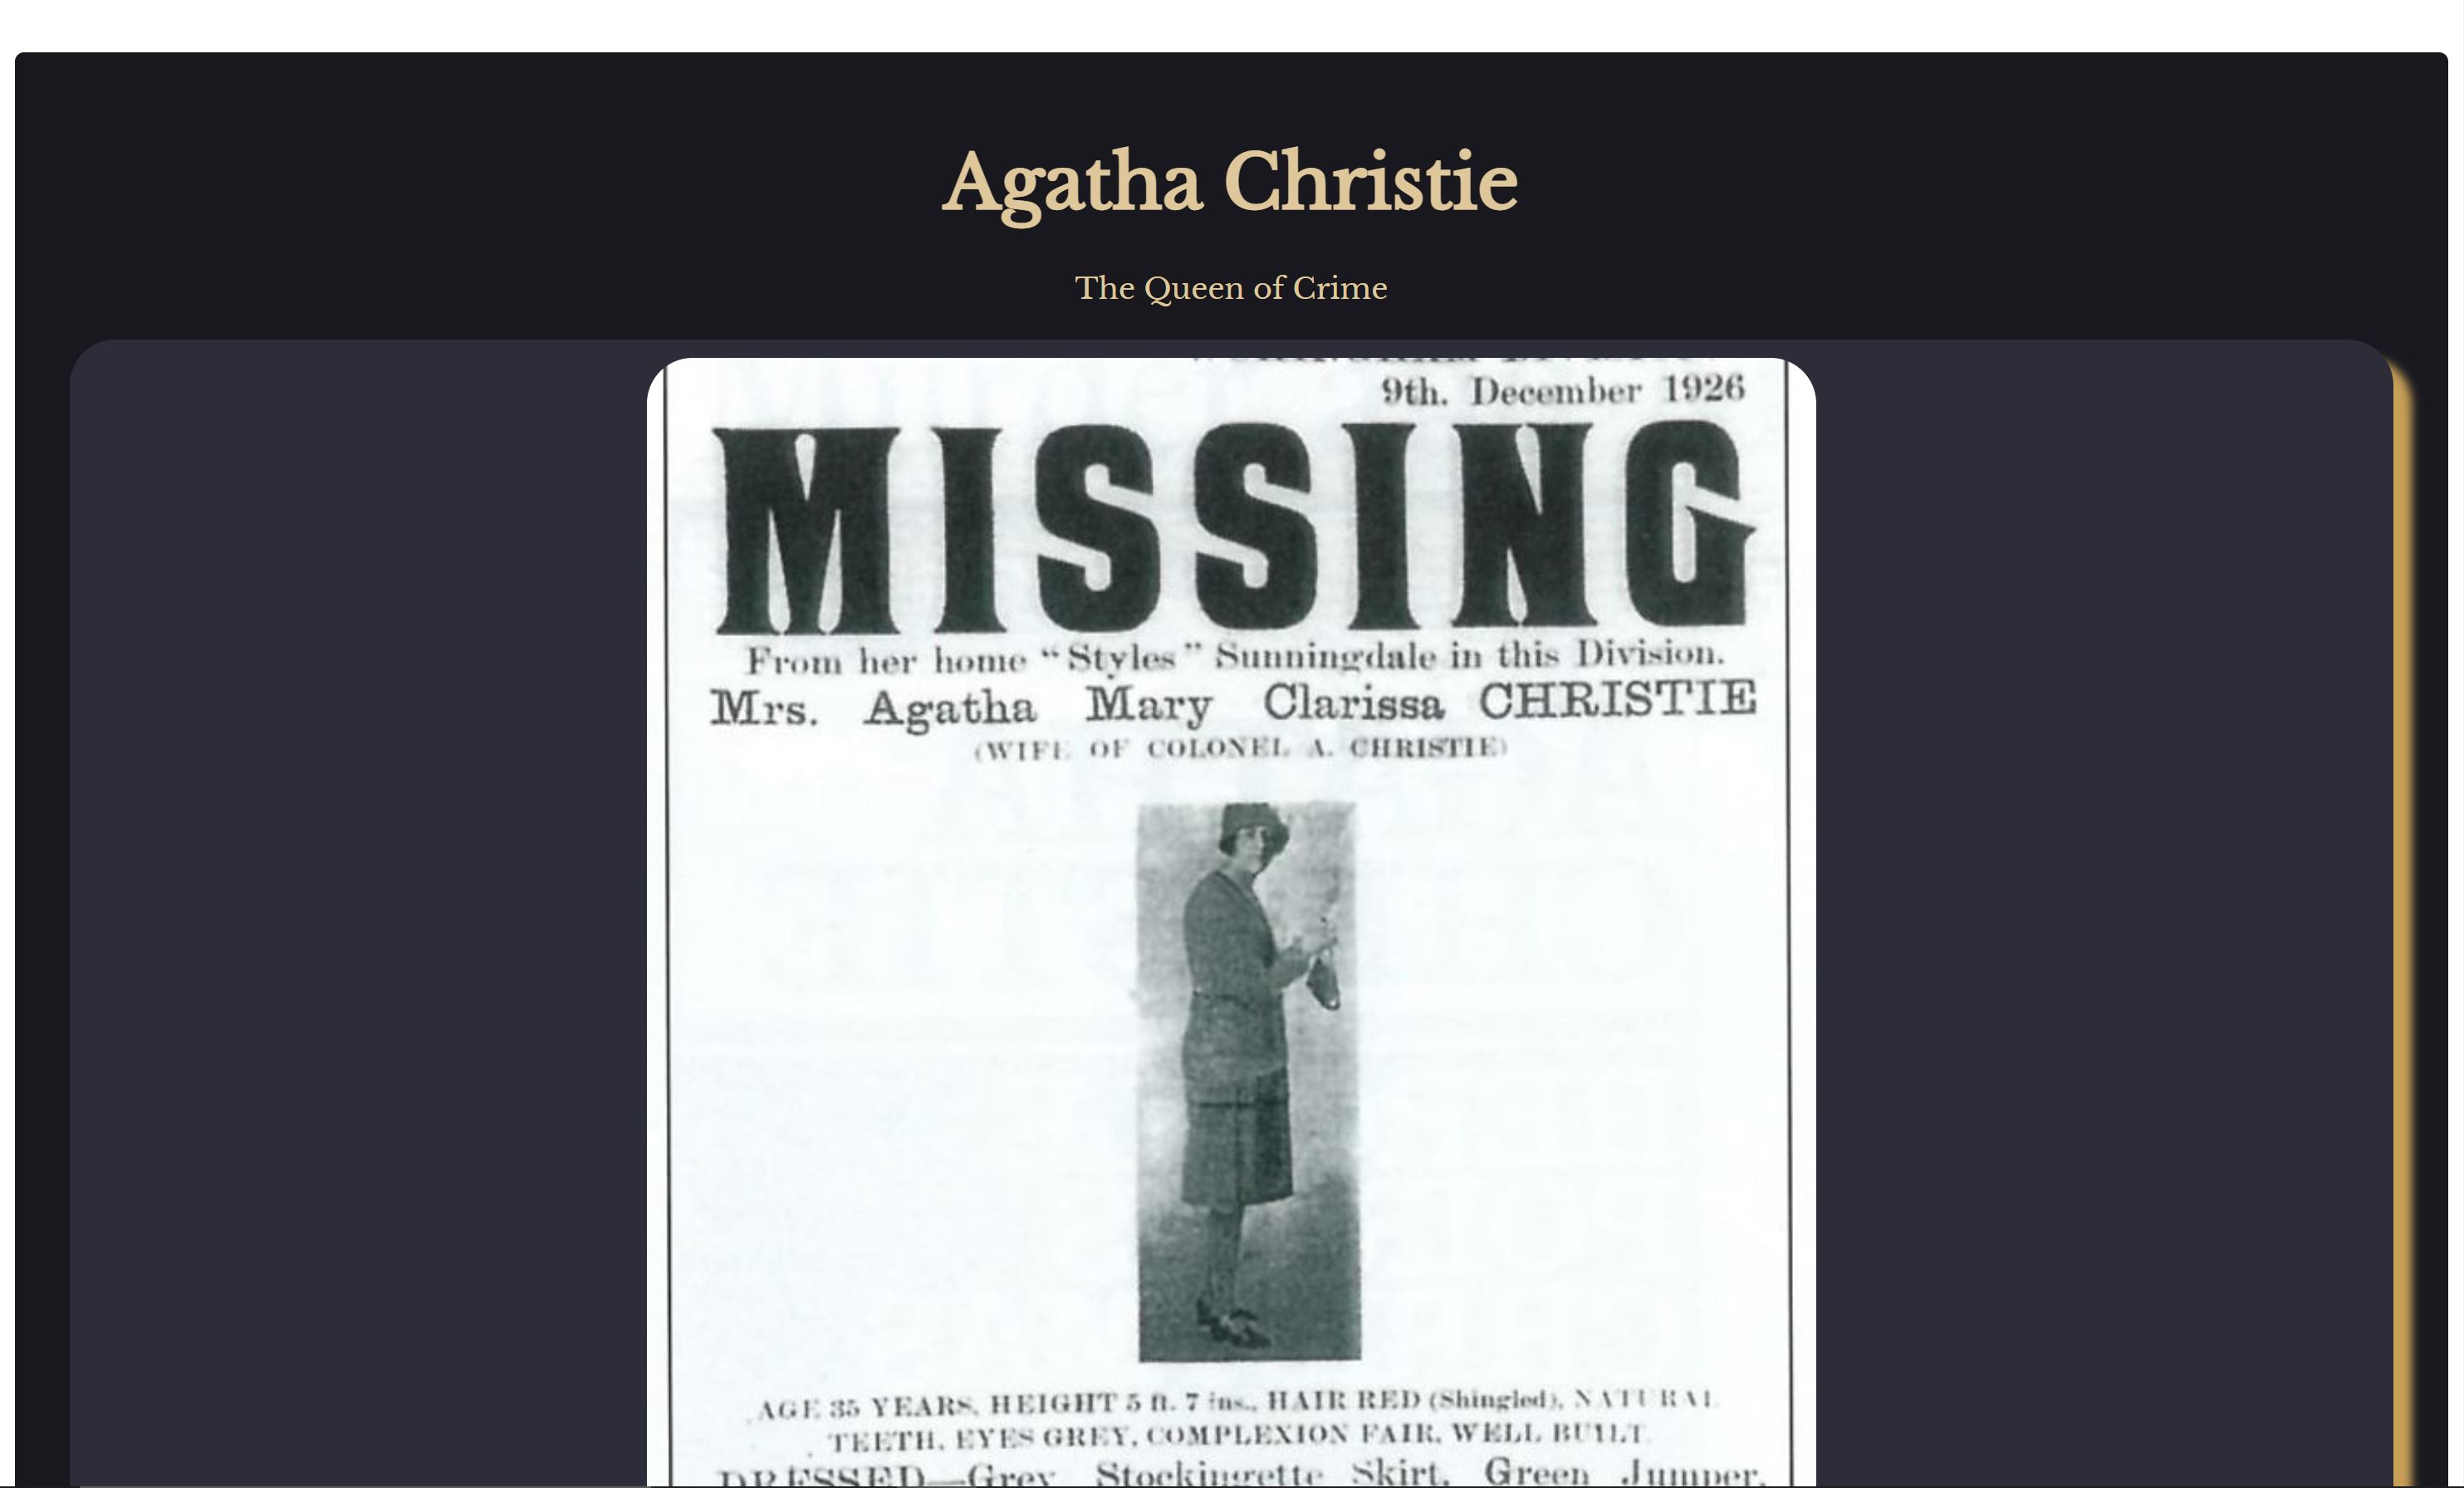 Agatha Christie
The Queen of Crime
9th. December 1926
MISSING
From her home “Styles” Sunningdale in this Division.
Mrs. Agatha Mary Clarissa CHRISTIE
(WIFE OF COLONEL A. CHRISTIE)
AGE 35 YEARS, HEIGHT 5 ft. 7 ins., HAIR RED (Shingled), NATURAL
TEETH, EYES GREY, COMPLEXION FAIR, WELL BUILT.
DRESSED—Grey Stockingette Skirt, Green Jumper,